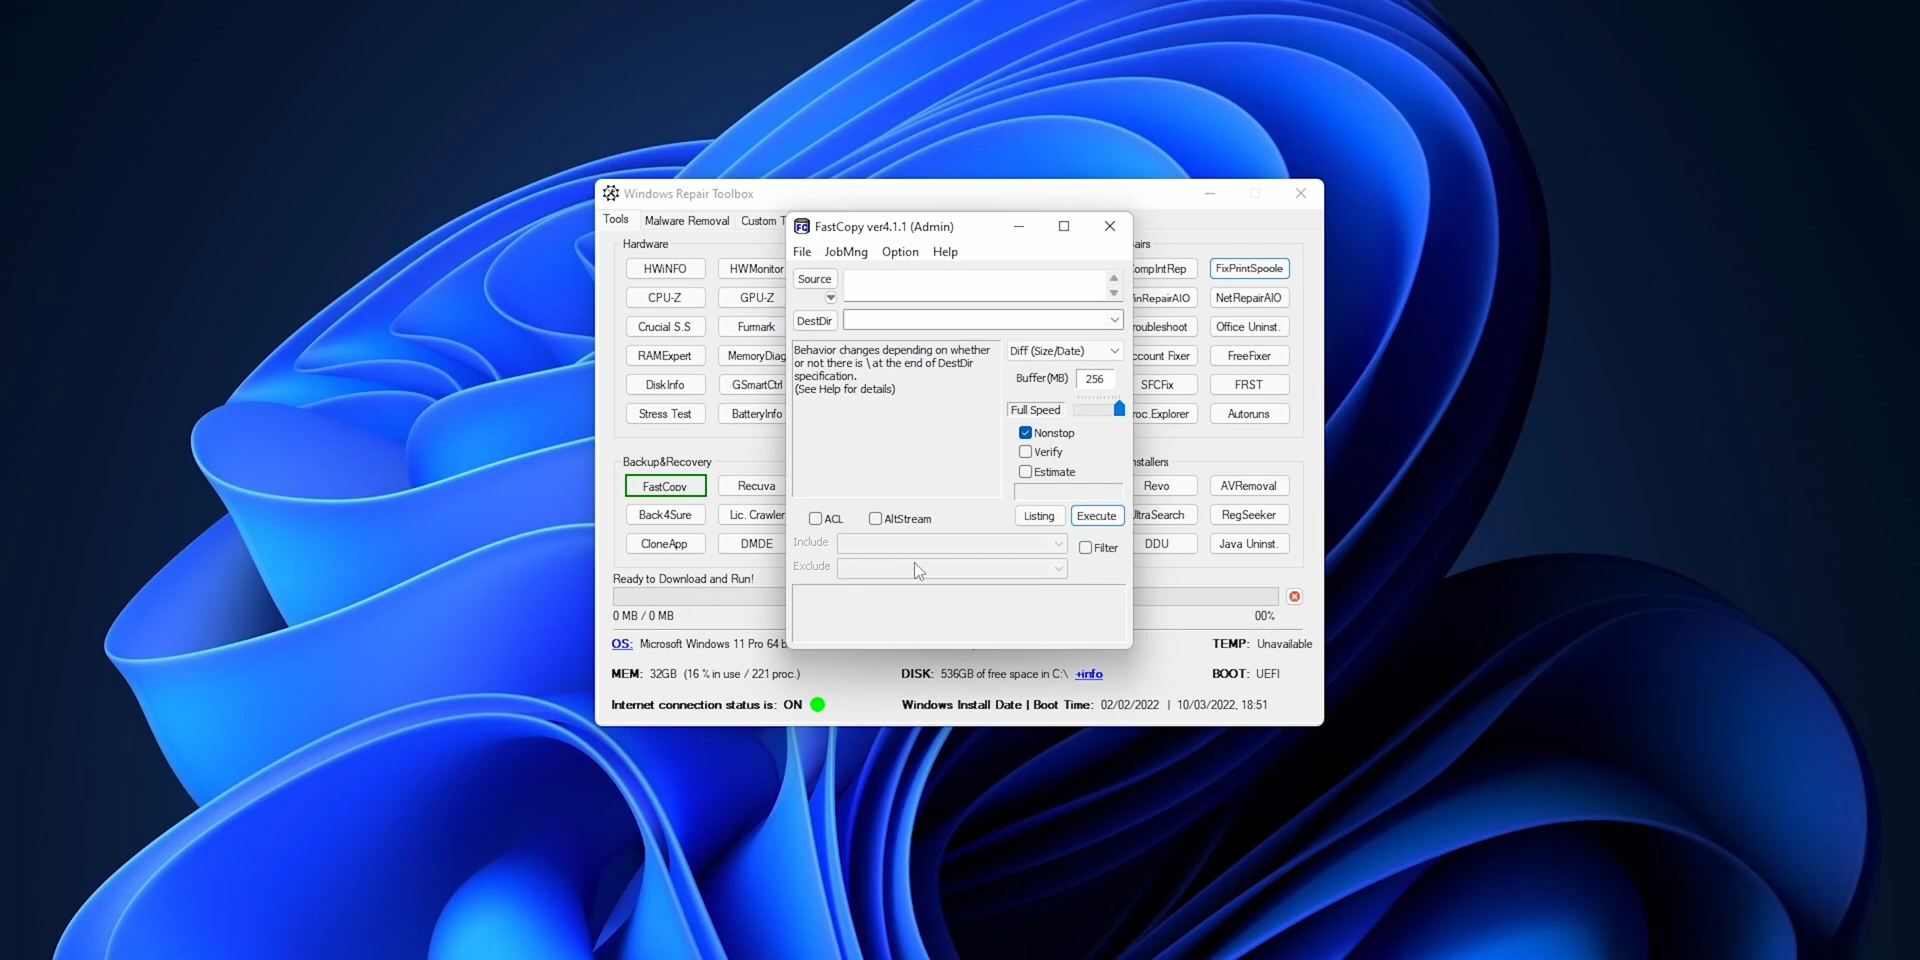 Windows Repair Toolbox
Tools
Malware Removal
Custom T
FastCopy ver4.1.1 (Admin)
File JobMng Option Help
Source
DestDir
Behavior changes depending on whether
or not there is \ at the end of DestDir
specification.
(See Help for details)
Diff (Size/Date)
Buffer(MB) 256
Full Speed
Nonstop
Verify
Estimate
ACL AltStream
Listing Execute
Include
Filter
Exclude
Hardware
HWiNFO HWMonitor
CPU-Z GPU-Z
Crucial S.S Furmark
RAMExpert MemoryDiag
DiskInfo GSmartCtrl
Stress Test BatteryInfo
airs
ompIntRep FixPrintSpoole
inRepairAIO NetRepairAIO
roubleshoot Office Uninst.
count Fixer FreeFixer
SFCFix FRST
roc.Explorer Autoruns
Backup&Recovery
FastCopy Recuva
Back4Sure Lic. Crawler
CloneApp DMDE
nstallers
Revo AVRemoval
UltraSearch RegSeeker
DDU Java Uninst.
Ready to Download and Run!
0 MB / 0 MB 00%
OS: Microsoft Windows 11 Pro 64 b
TEMP: Unavailable
MEM: 32GB (16 % in use / 221 proc.) DISK: 536GB of free space in C:\ +info BOOT: UEFI
Internet connection status is: ON Windows Install Date | Boot Time: 02/02/2022 | 10/03/2022, 18:51